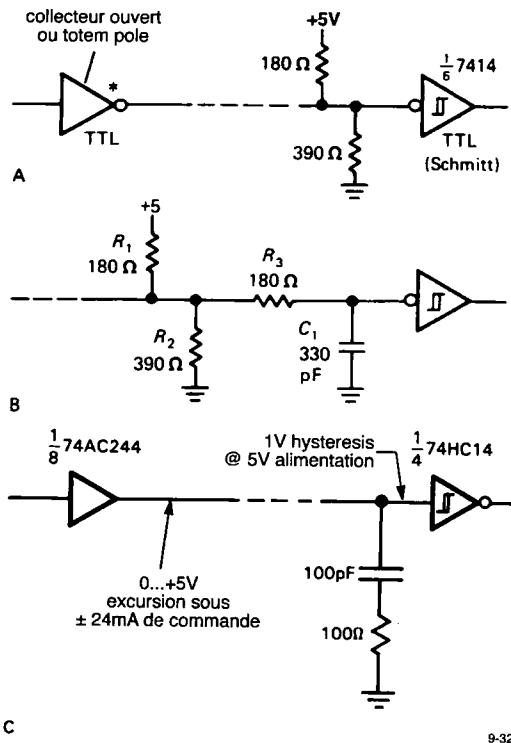 collecteur ouvert
ou totem pole
*
TTL
+5V
180 Ω
390 Ω
1/6 7414
TTL
(Schmitt)
A
+5
R1
180 Ω
R2
390 Ω
R3
180 Ω
C1
330
pF
B
1/8 74AC244
0...+5V
excursion sous
± 24mA de commande
1V hysteresis
@ 5V alimentation
1/4 74HC14
100pF
100Ω
C
9-32